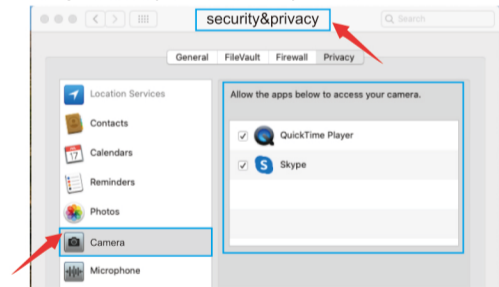 security&privacy
Search
General FileVault Firewall Privacy
Location Services
Contacts
17
Calendars
Reminders
Photos
Camera
Microphone
Allow the apps below to access your camera.
QuickTime Player
S Skype